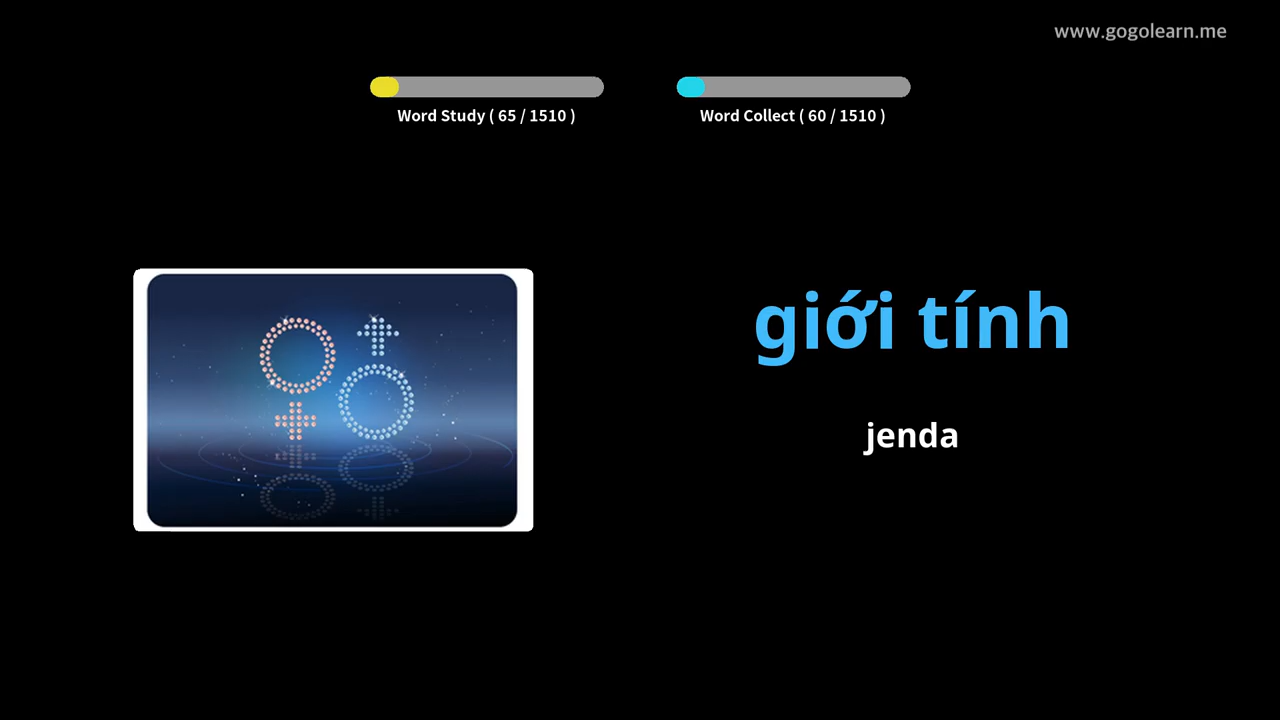 www.gogolearn.me
Word Study ( 65 / 1510 )
Word Collect ( 60 / 1510 )
giới tính
jenda